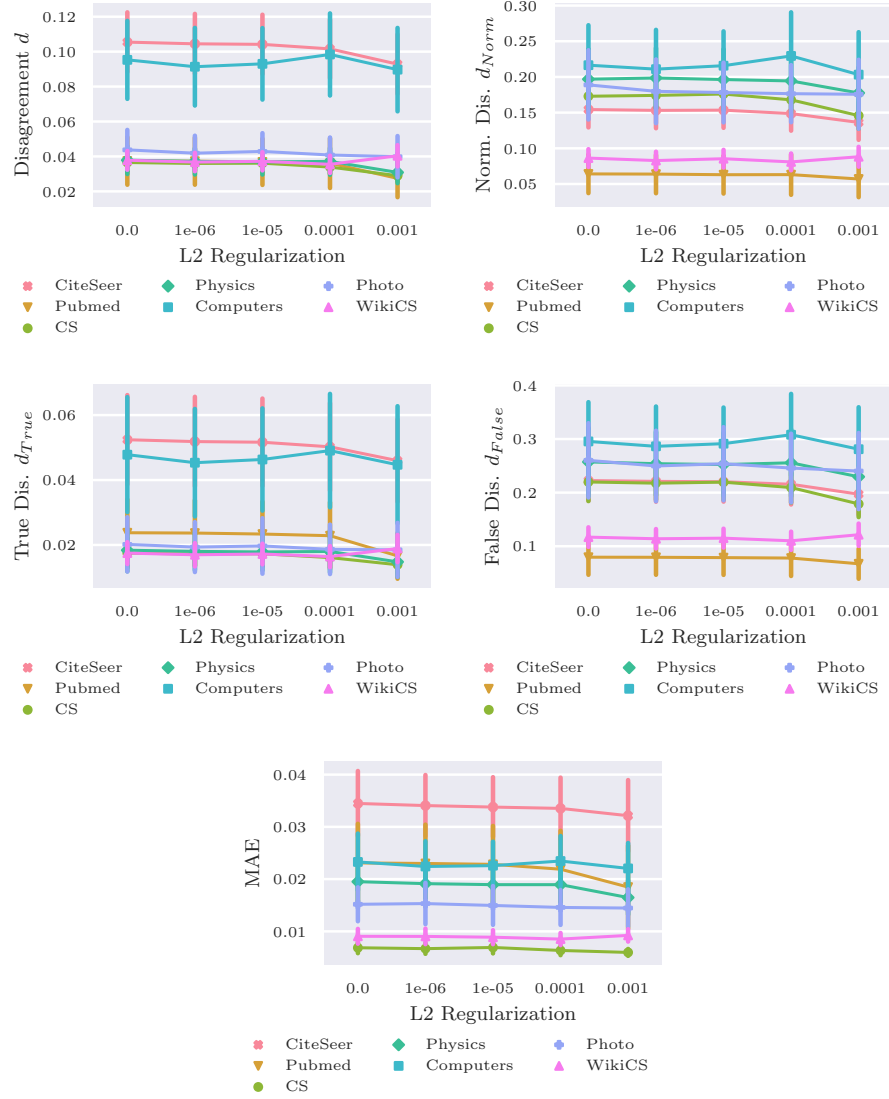 Disagreement d
0.12
0.10
0.08
0.06
0.04
0.02
0.0 1e-06 1e-05 0.0001 0.001
L2 Regularization
CiteSeer Physics Photo
Pubmed Computers WikiCS
CS
Norm. Dis. d_Norm
0.30
0.25
0.20
0.15
0.10
0.05
0.0 1e-06 1e-05 0.0001 0.001
L2 Regularization
CiteSeer Physics Photo
Pubmed Computers WikiCS
CS
True Dis. d_True
0.06
0.04
0.02
0.0 1e-06 1e-05 0.0001 0.001
L2 Regularization
CiteSeer Physics Photo
Pubmed Computers WikiCS
CS
False Dis. d_False
0.4
0.3
0.2
0.1
0.0 1e-06 1e-05 0.0001 0.001
L2 Regularization
CiteSeer Physics Photo
Pubmed Computers WikiCS
CS
MAE
0.04
0.03
0.02
0.01
0.0 1e-06 1e-05 0.0001 0.001
L2 Regularization
CiteSeer Physics Photo
Pubmed Computers WikiCS
CS